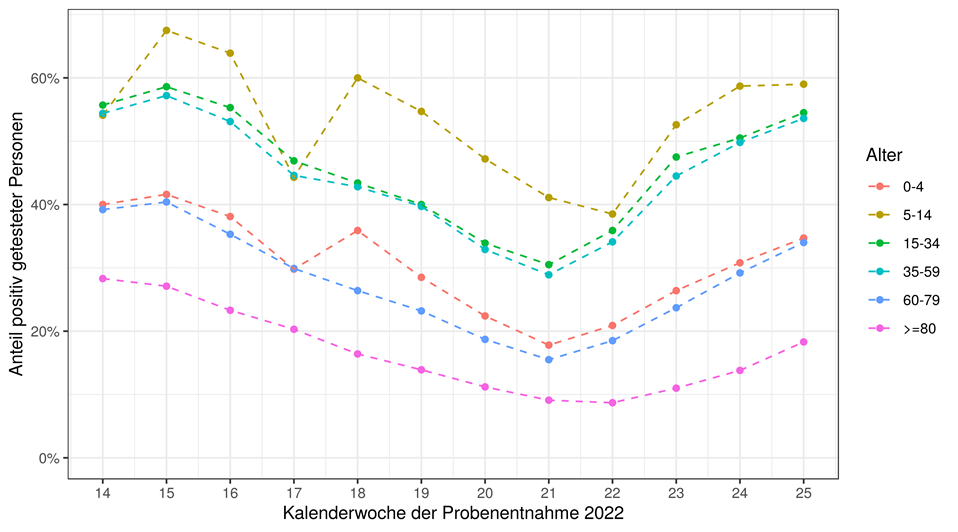 Anteil positiv getesteter Personen
60%
40%
20%
0%
14 15 16 17 18 19 20 21 22 23 24 25
Kalenderwoche der Probenentnahme 2022
Alter
0-4
5-14
15-34
35-59
60-79
>=80